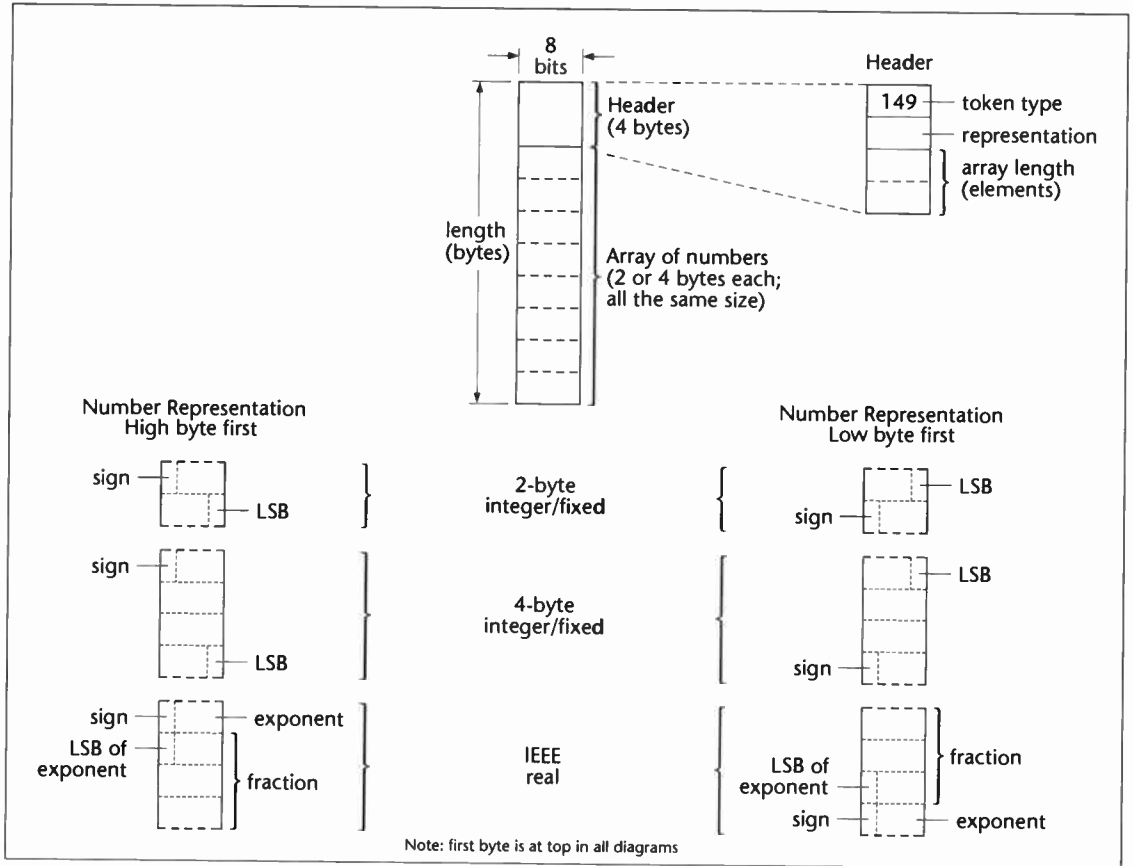 8
bits
Header
Header
(4 bytes)
149
token type
representation
array length
(elements)
length
(bytes)
Array of numbers
(2 or 4 bytes each;
all the same size)
Number Representation
High byte first
Number Representation
Low byte first
sign
LSB
2-byte
integer/fixed
LSB
sign
sign
LSB
4-byte
integer/fixed
LSB
sign
sign
exponent
LSB of
exponent
fraction
IEEE
real
fraction
LSB of
exponent
sign
exponent
Note: first byte is at top in all diagrams